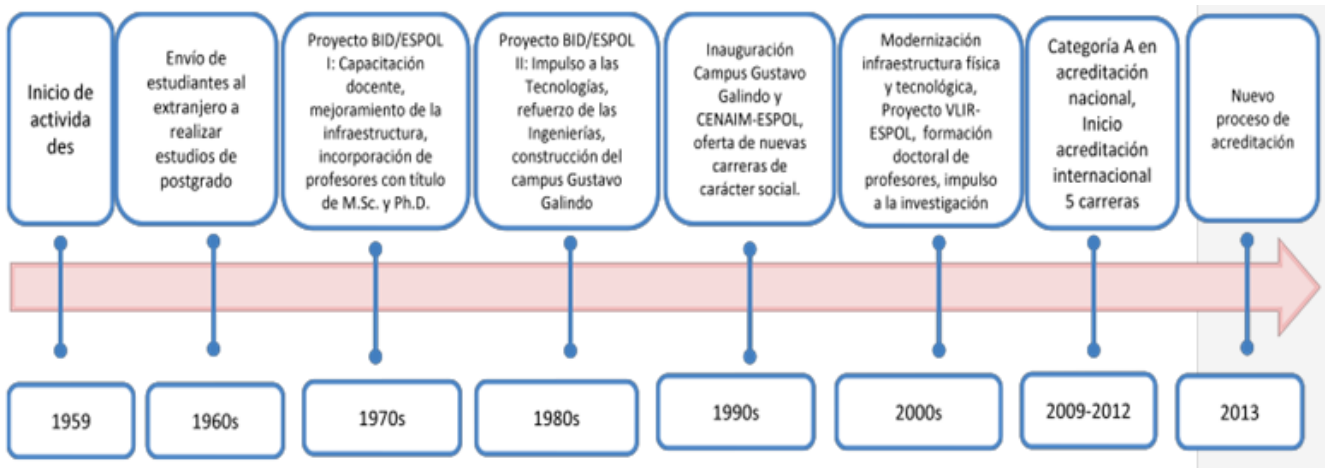 Inicio de
activida
des
Envío de
estudiantes al
extranjero a
realizar
estudios de
postgrado
Proyecto BID/ESPOL
I: Capacitación
docente,
mejoramiento de la
infraestructura,
incorporación de
profesores con título
de M.Sc. y Ph.D.
Proyecto BID/ESPOL
II: Impulso a las
Tecnologías,
refuerzo de las
Ingenierías,
construcción del
campus Gustavo
Galindo
Inauguración
Campus Gustavo
Galindo y
CENAIM-ESPOL,
oferta de nuevas
carreras de
carácter social.
Modernización
infraestructura física
y tecnológica,
Proyecto VLIR-
ESPOL, formación
doctoral de
profesores, impulso
a la investigación
Categoría A en
acreditación
nacional,
Inicio
acreditación
internacional
5 carreras
Nuevo
proceso de
acreditación
1959
1960s
1970s
1980s
1990s
2000s
2009-2012
2013